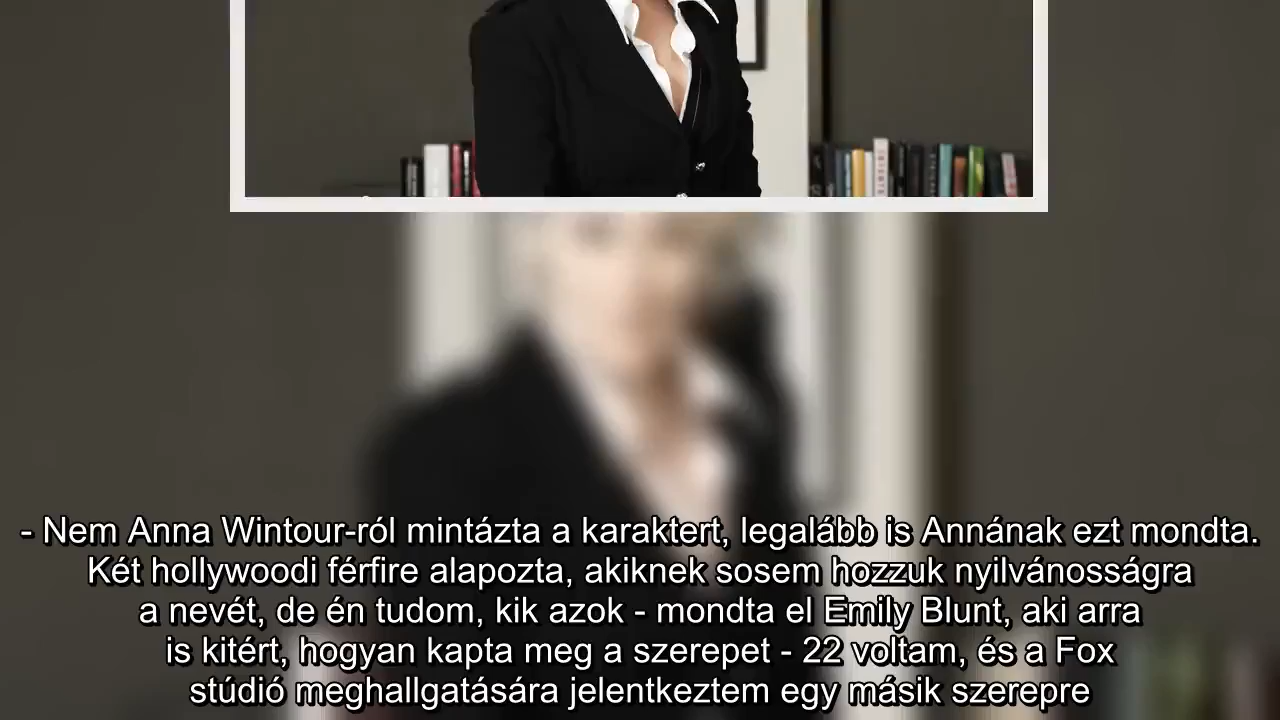 - Nem Anna Wintour-ról mintázta a karaktert, legalább is Annának ezt mondta.
Két hollywoodi férfire alapozta, akiknek sosem hozzuk nyilvánosságra
a nevét, de én tudom, kik azok - mondta el Emily Blunt, aki arra
is kitért, hogyan kapta meg a szerepet - 22 voltam, és a Fox
stúdió meghallgatására jelentkeztem egy másik szerepre